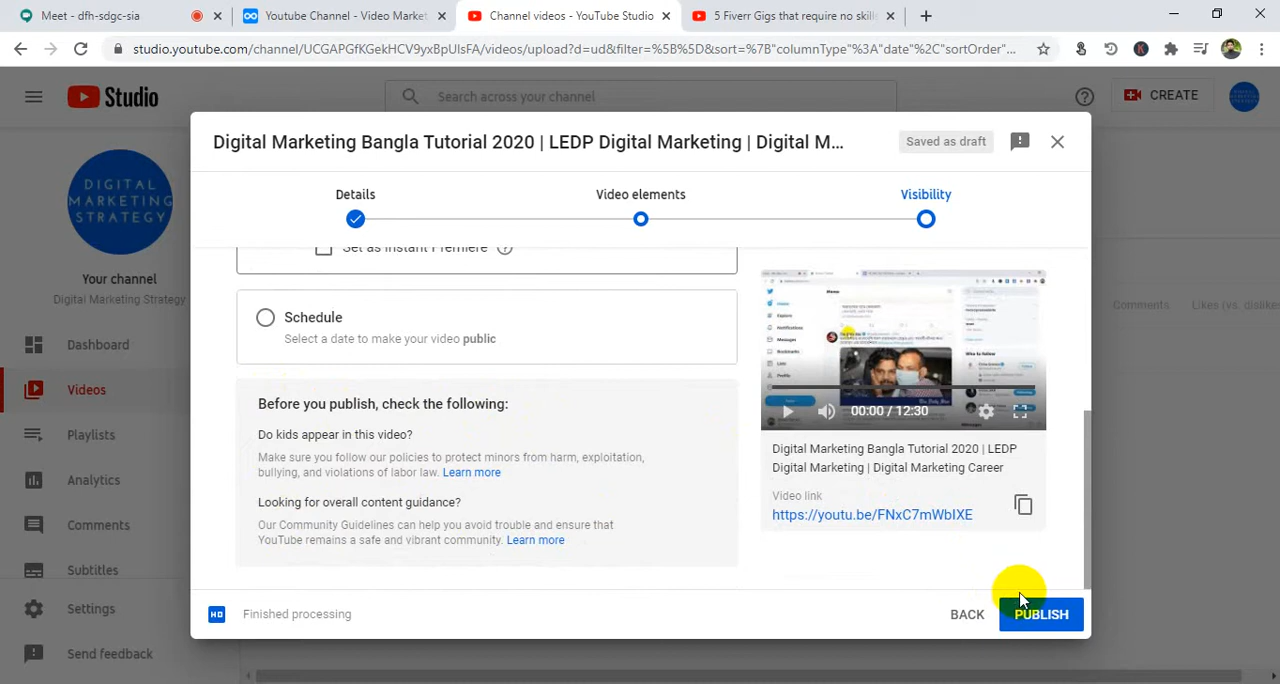 Meet - dfh-sdgc-sia
Youtube Channel - Video Market
Channel videos - YouTube Studio
5 Fiverr Gigs that require no skill
studio.youtube.com/channel/UCGAPGfKGekHCV9yxBpUIsFA/videos/upload?d=ud&filter=%5B%5D&sort=%7B"columnType"%3A"date"%2C"sortOrder"...
Studio
Search across your channel
CREATE
Digital Marketing Bangla Tutorial 2020 | LEDP Digital Marketing | Digital M...
Saved as draft
Details
Video elements
Visibility
DIGITAL
MARKETING
STRATEGY
Your channel
Digital Marketing Strategy
Dashboard
Videos
Playlists
Analytics
Comments
Subtitles
Settings
Send feedback
Set as instant Premiere
Schedule
Select a date to make your video public
Before you publish, check the following:
Do kids appear in this video?
Make sure you follow our policies to protect minors from harm, exploitation,
bullying, and violations of labor law. Learn more
Looking for overall content guidance?
Our Community Guidelines can help you avoid trouble and ensure that
YouTube remains a safe and vibrant community. Learn more
00:00 / 12:30
Digital Marketing Bangla Tutorial 2020 | LEDP
Digital Marketing | Digital Marketing Career
Video link
https://youtu.be/FNxC7mWbIXE
Comments
Likes (vs. dislike
HD
Finished processing
BACK
PUBLISH